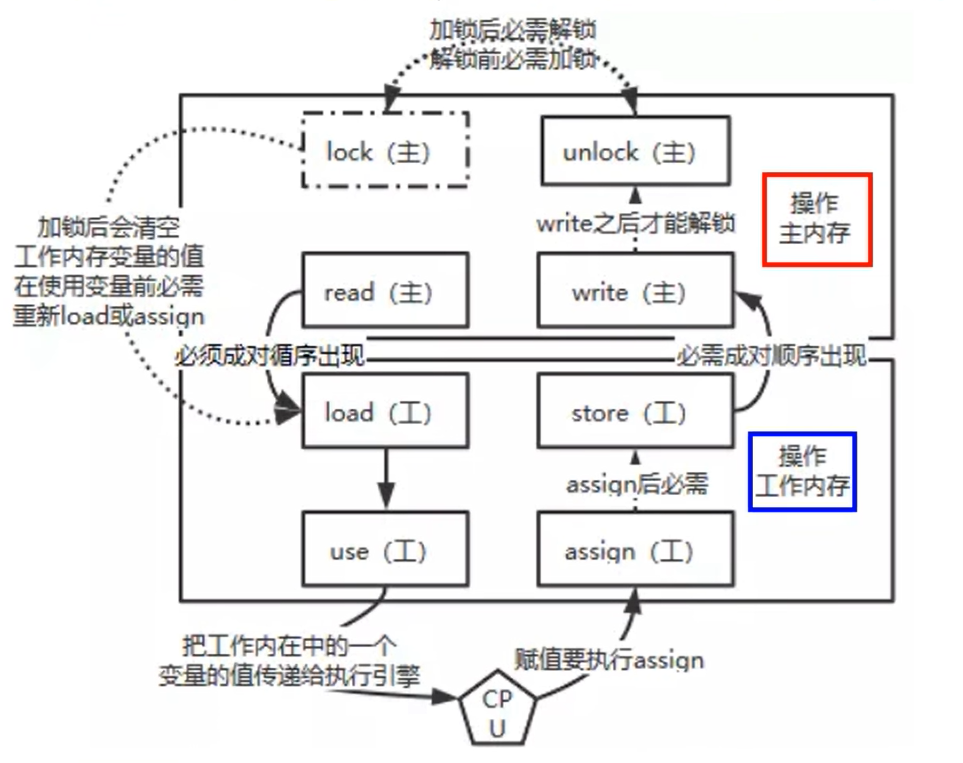 加锁后必需解锁
解锁前必需加锁
lock（主）
unlock（主）
操作
主内存
加锁后会清空
工作内存变量的值
在使用变量前必需
重新load或assign
write之后才能解锁
read（主）
write（主）
必须成对循序出现
必需成对顺序出现
load（工）
store（工）
操作
工作内存
assign后必需
use（工）
assign（工）
把工作内在中的一个
变量的值传递给执行引擎
赋值要执行assign
CP
U